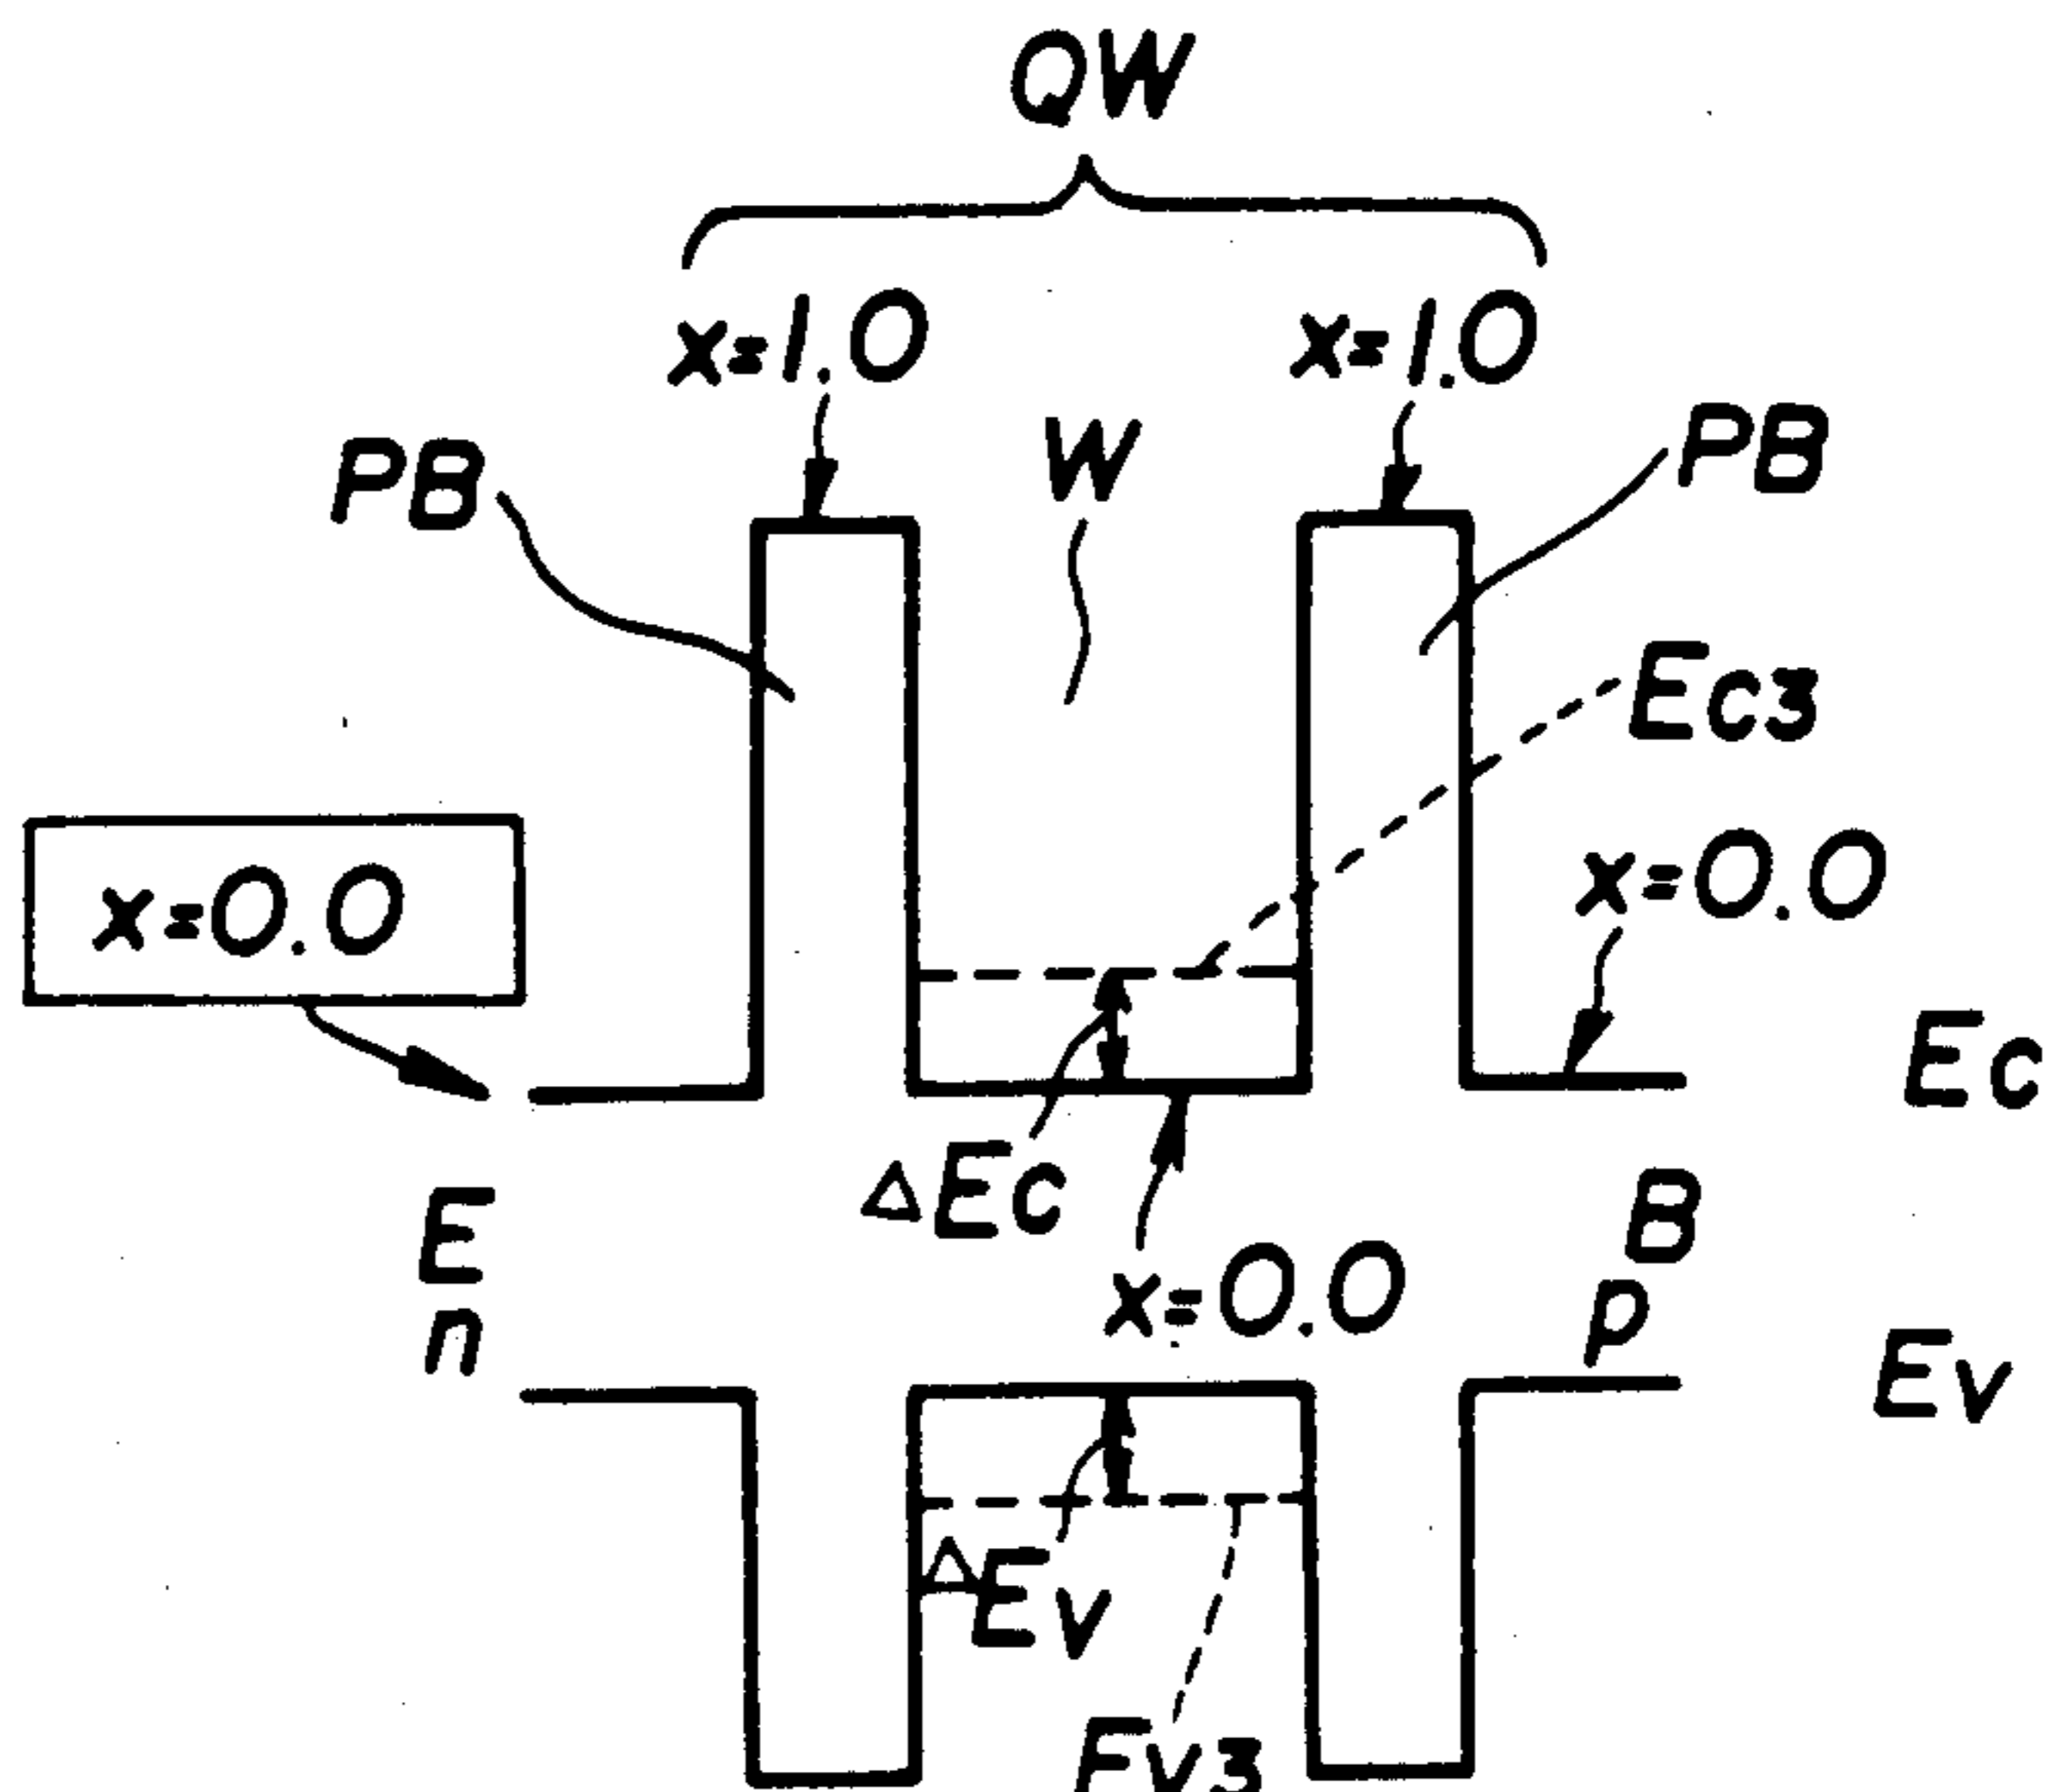 QW
x=1.0 x=1.0
PB W PB
Ec3
x=0.0 x=0.0
Ec
ΔEc
E B
x=0.0
n p
Ev
ΔEv
Ev3